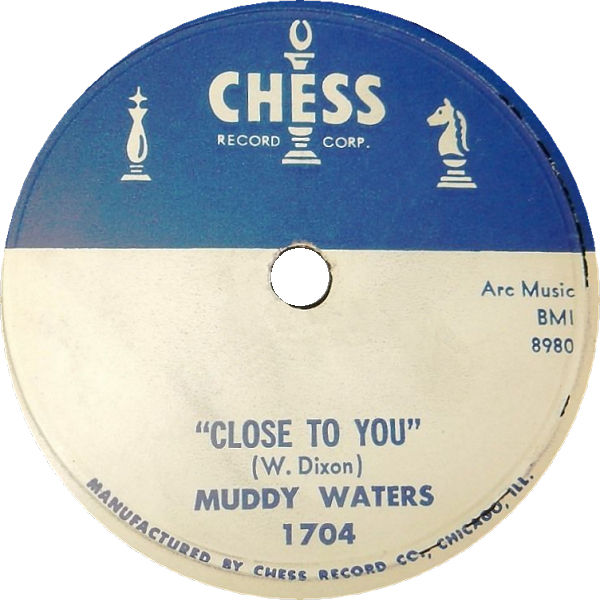 CHESS
RECORD CORP.
Arc Music
BMI
8980
"CLOSE TO YOU"
(W. Dixon)
MUDDY WATERS
1704
MANUFACTURED BY CHESS RECORD CO., CHICAGO, ILL.